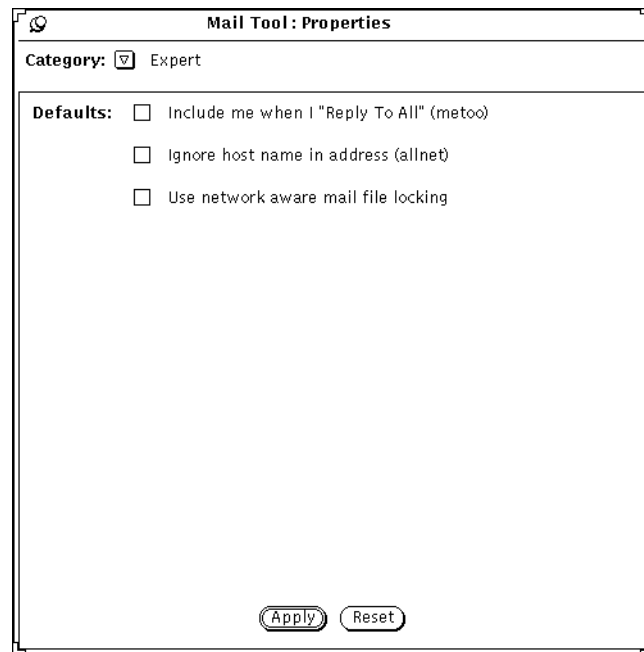 Mail Tool: Properties
Category: Expert
Defaults: Include me when I "Reply To All" (metoo)
Ignore host name in address (allnet)
Use network aware mail file locking
Apply Reset